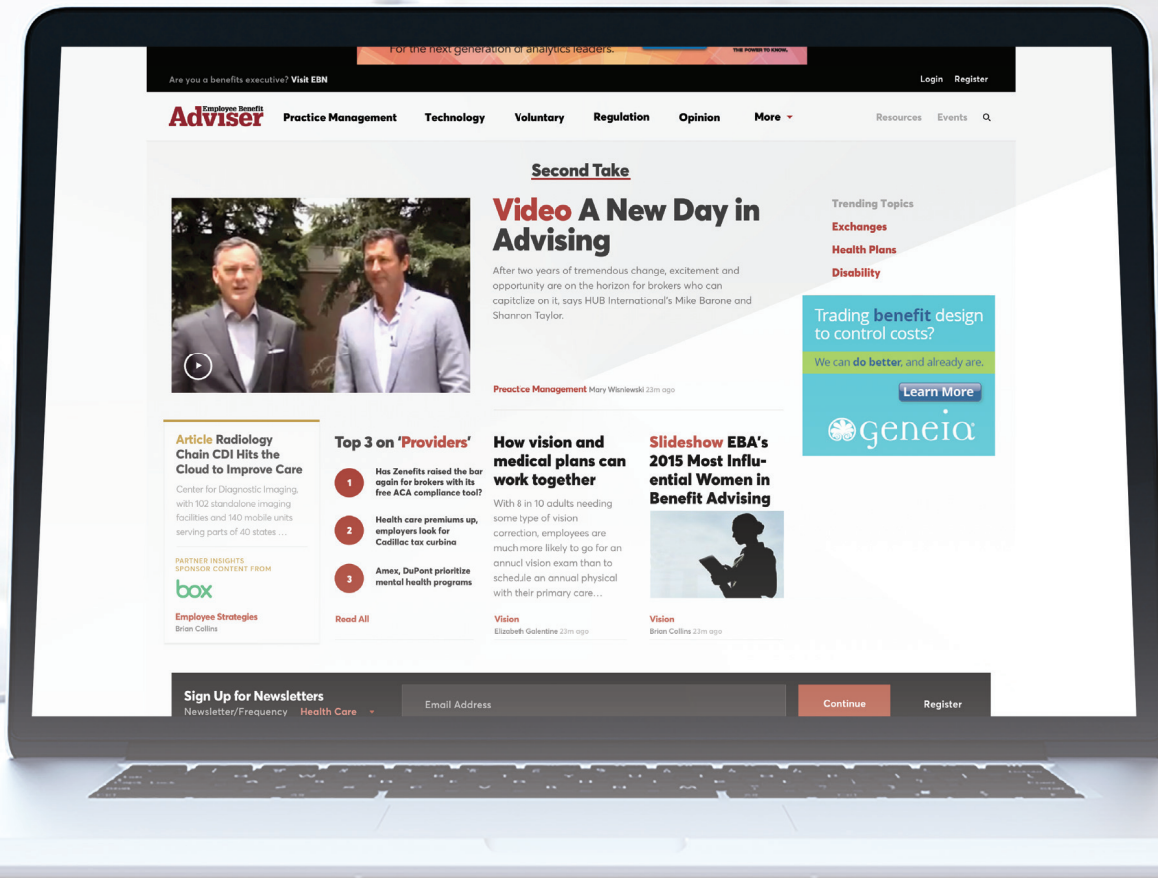 For the next generation of analytics leaders.
THE POWER TO KNOW.
Are you a benefits executive? Visit EBN
Login Register
Employee Benefit
Adviser
Practice Management Technology Voluntary Regulation Opinion More
Resources Events
Second Take
Video A New Day in
Advising
After two years of tremendous change, excitement and
opportunity are on the horizon for brokers who can
capitclize on it, says HUB International's Mike Barone and
Shanron Taylor.
Preactice Management Mary Wisniewski 23m ago
Trending Topics
Exchanges
Health Plans
Disability
Trading benefit design
to control costs?
We can do better, and already are.
Learn More
geneia
Article Radiology
Chain CDI Hits the
Cloud to Improve Care
Center for Diagnostic Imaging,
with 102 standalone imaging
facilities and 140 mobile units
serving parts of 40 states ...
PARTNER INSIGHTS
SPONSOR CONTENT FROM
box
Employee Strategies
Brian Collins
Top 3 on 'Providers'
1
Has Zenefits raised the bar
again for brokers with its
free ACA compliance tool?
2
Health care premiums up,
employers look for
Cadillac tax curbina
3
Amex, DuPont prioritize
mental health programs
Read All
How vision and
medical plans can
work together
With 8 in 10 adults needing
some type of vision
correction, employees are
much more likely to go for an
annucl vision exam than to
schedule an annual physical
with their primary care...
Vision
Elizabeth Galentine 23m ago
Slideshow EBA's
2015 Most Influ-
ential Women in
Benefit Advising
Vision
Brian Collins 23m ago
Sign Up for Newsletters
Newsletter/Frequency Health Care
Email Address
Continue
Register